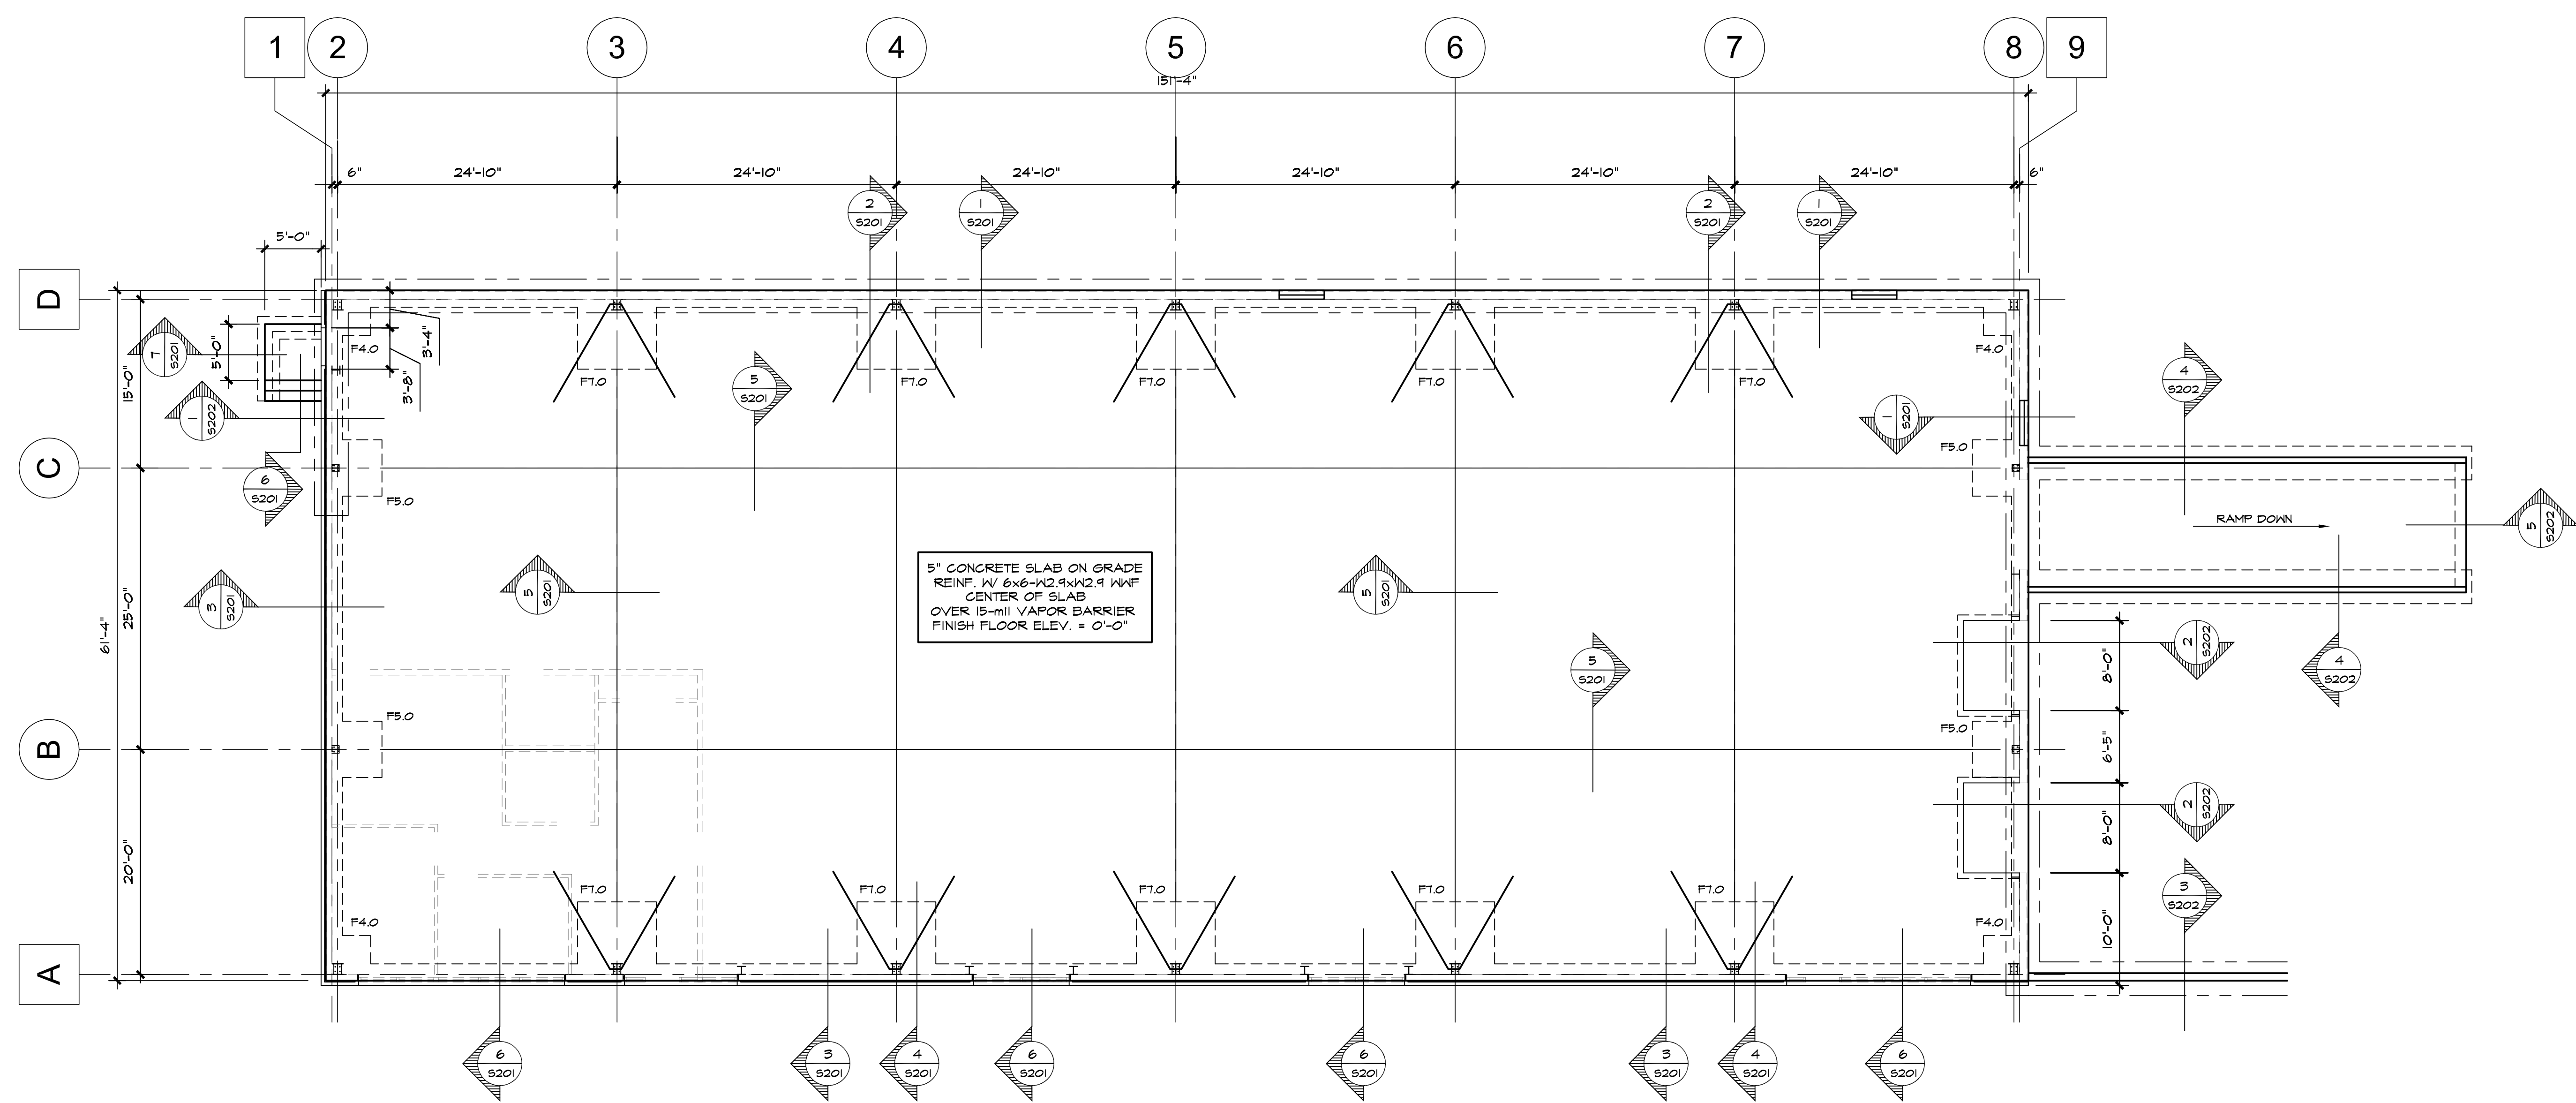 1
2
3
4
5
6
7
8
9
151'-4"
6"
24'-10"
24'-10"
24'-10"
24'-10"
24'-10"
24'-10"
6"
2
S201
1
S201
2
S201
1
S201
5'-0"
D
7
S201
5'-0"
15'-0"
F4.0
3'-4"
3'-8"
F7.0
F7.0
F7.0
F7.0
F7.0
F4.0
5
S201
4
S202
1
S202
1
S201
C
6
S201
F5.0
F5.0
RAMP DOWN
5
S202
3
S201
5
S201
5
S201
5" CONCRETE SLAB ON GRADE
REINF. W/ 6x6-W2.9xW2.9 WWF
CENTER OF SLAB
OVER 15-mil VAPOR BARRIER
FINISH FLOOR ELEV. = 0'-0"
25'-0"
61'-4"
5
S201
2
S202
4
S202
8'-0"
F5.0
F5.0
B
6'-5"
2
S202
8'-0"
20'-0"
F7.0
F7.0
F7.0
F7.0
F7.0
3
S202
F4.0
F4.0
10'-0"
A
6
S201
3
S201
4
S201
6
S201
6
S201
3
S201
4
S201
6
S201